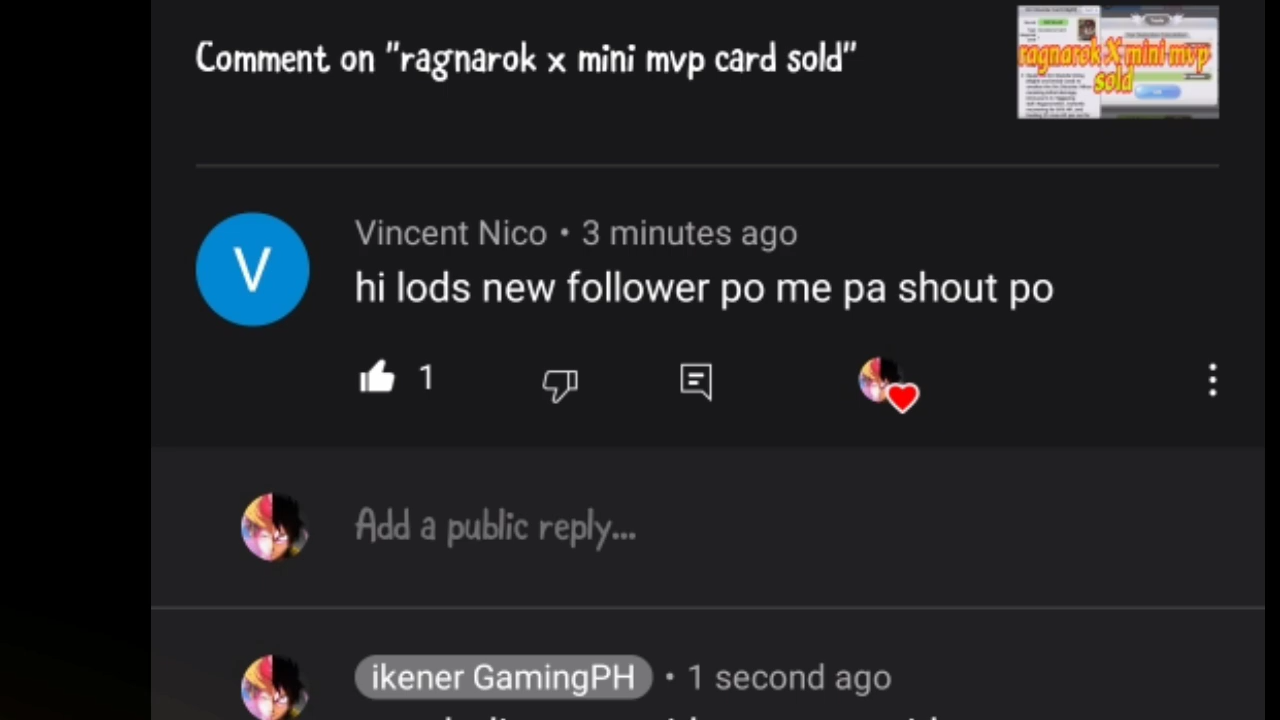 Comment on "ragnarok x mini mvp card sold"
ragnarok X mini mvp
sold
V
Vincent Nico • 3 minutes ago
hi lods new follower po me pa shout po
1
Add a public reply...
ikener GamingPH • 1 second ago